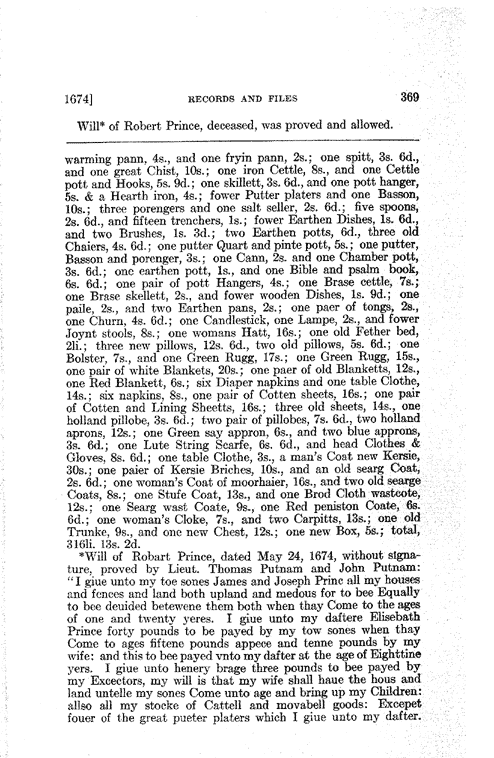 1674] RECORDS AND FILES 369
Will* of Robert Prince, deceased, was proved and allowed.
warming pann, 4s., and one fryin pann, 2s.; one spitt, 3s. 6d.,
and one great Chist, 10s.; one iron Cettle, 8s., and one Cettle
pott and Hooks, 5s. 9d.; one skillett, 3s. 6d., and one pott hanger,
5s. & a Hearth iron, 4s.; fower Putter platers and one Basson,
10s.; three porengers and one salt seller, 2s. 6d.; five spoons,
2s. 6d., and fifteen trenchers, 1s.; fower Earthen Dishes, 1s. 6d.,
and two Brushes, 1s. 3d.; two Earthen potts, 6d., three old
Chaiers, 4s. 6d.; one putter Quart and pinte pott, 5s.; one putter,
Basson and porenger, 3s.; one Cann, 2s. and one Chamber pott,
3s. 6d.; one earthen pott, 1s., and one Bible and psalm book,
6s. 6d.; one pair of pott Hangers, 4s.; one Brase cettle, 7s.;
one Brase skellett, 2s., and fower wooden Dishes, 1s. 9d.; one
paile, 2s., and two Earthen pans, 2s.; one paer of tongs, 2s.,
one Churn, 4s. 6d.; one Candlestick, one Lampe, 2s., and fower
Joynt stools, 8s.; one womans Hatt, 16s.; one old Fether bed,
2li.; three new pillows, 12s. 6d., two old pillows, 5s. 6d.; one
Bolster, 7s., and one Green Rugg, 17s.; one Green Rugg, 15s.,
one pair of white Blankets, 20s.; one paer of old Blanketts, 12s.,
one Red Blankett, 6s.; six Diaper napkins and one table Clothe,
14s.; six napkins, 8s., one pair of Cotten sheets, 16s.; one pair
of Cotten and Lining Sheetts, 16s.; three old sheets, 14s., one
holland pillobe, 3s. 6d.; two pair of pillobes, 7s. 6d., two holland
aprons, 12s.; one Green say appron, 6s., and two blue approns,
3s. 6d.; one Lute String Scarfe, 6s. 6d., and head Clothes &
Gloves, 8s. 6d.; one table Clothe, 3s., a man's Coat new Kersie,
30s.; one paier of Kersie Briches, 10s., and an old searg Coat,
2s. 6d.; one woman's Coat of moorhaier, 16s., and two old searge
Coats, 8s.; one Stufe Coat, 13s., and one Brod Cloth wastcote,
12s.; one Searg wast Coate, 9s., one Red peniston Coate, 6s.
6d.; one woman's Cloke, 7s., and two Carpitts, 13s.; one old
Trunke, 9s., and one new Chest, 12s.; one new Box, 5s.; total,
316li. 13s. 2d.
*Will of Robart Prince, dated May 24, 1674, without signa-
ture, proved by Lieut. Thomas Putnam and John Putnam:
"I giue unto my toe sones James and Joseph Princ all my houses
and fences and land both upland and medous for to bee Equally
to bee deuided betewene them both when thay Come to the ages
of one and twenty yeres. I giue unto my daftere Elisebath
Prince forty pounds to be payed by my tow sones when thay
Come to ages fiftene pounds appece and tenne pounds by my
wife: and this to bee payed vnto my dafter at the age of Eighttine
yers. I giue unto henery brage three pounds to bee payed by
my Excectors, my will is that my wife shall haue the hous and
land untelle my sones Come unto age and bring up my Children:
allso all my stocke of Cattell and movabell goods: Excepet
fouer of the great pueter platers which I giue unto my dafter.